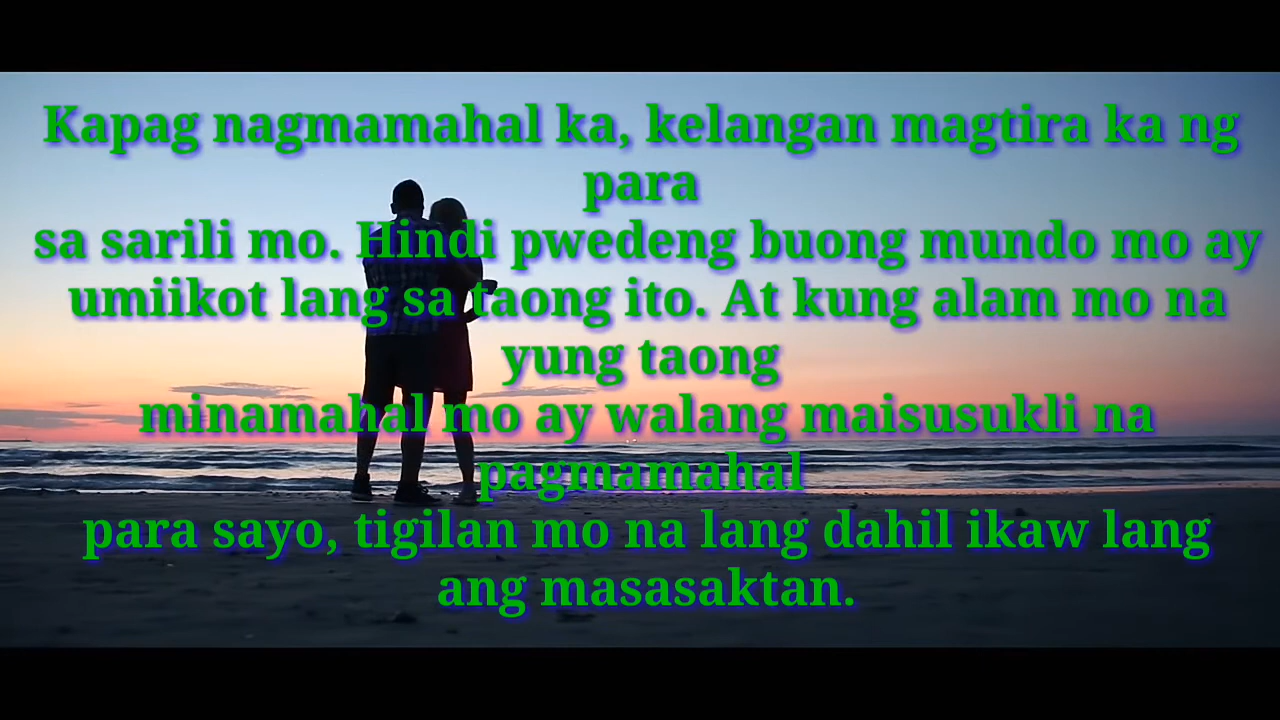 Kapag nagmamahal ka, kelangan magtira ka ng
para
sa sarili mo. Hindi pwedeng buong mundo mo ay
umiikot lang sa taong ito. At kung alam mo na
yung taong
minamahal mo ay walang maisusukli na
pagmamahal
para sayo, tigilan mo na lang dahil ikaw lang
ang masasaktan.